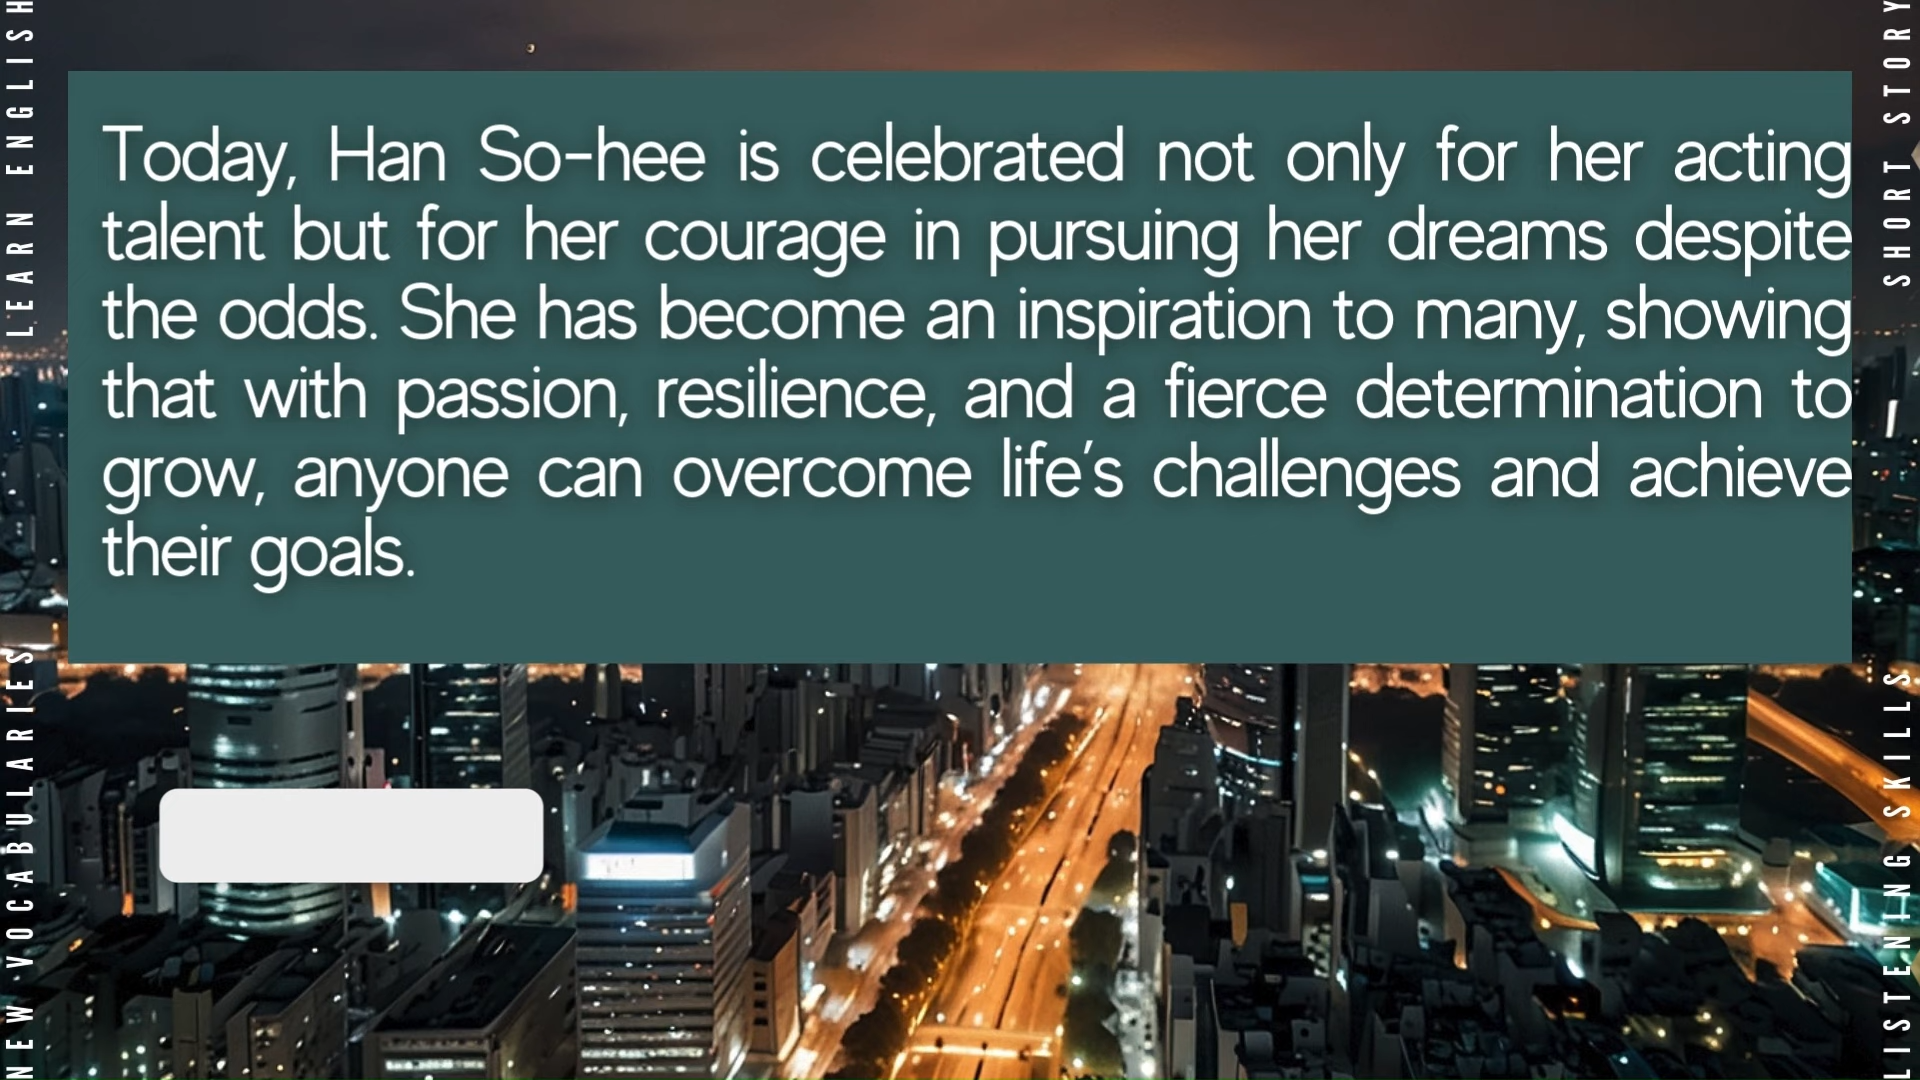 Today, Han So-hee is celebrated not only for her acting
talent but for her courage in pursuing her dreams despite
the odds. She has become an inspiration to many, showing
that with passion, resilience, and a fierce determination to
grow, anyone can overcome life's challenges and achieve
their goals.
LEARN ENGLISH
NEW VOCABULARIES
SHORT STORY
LISTENING SKILLS